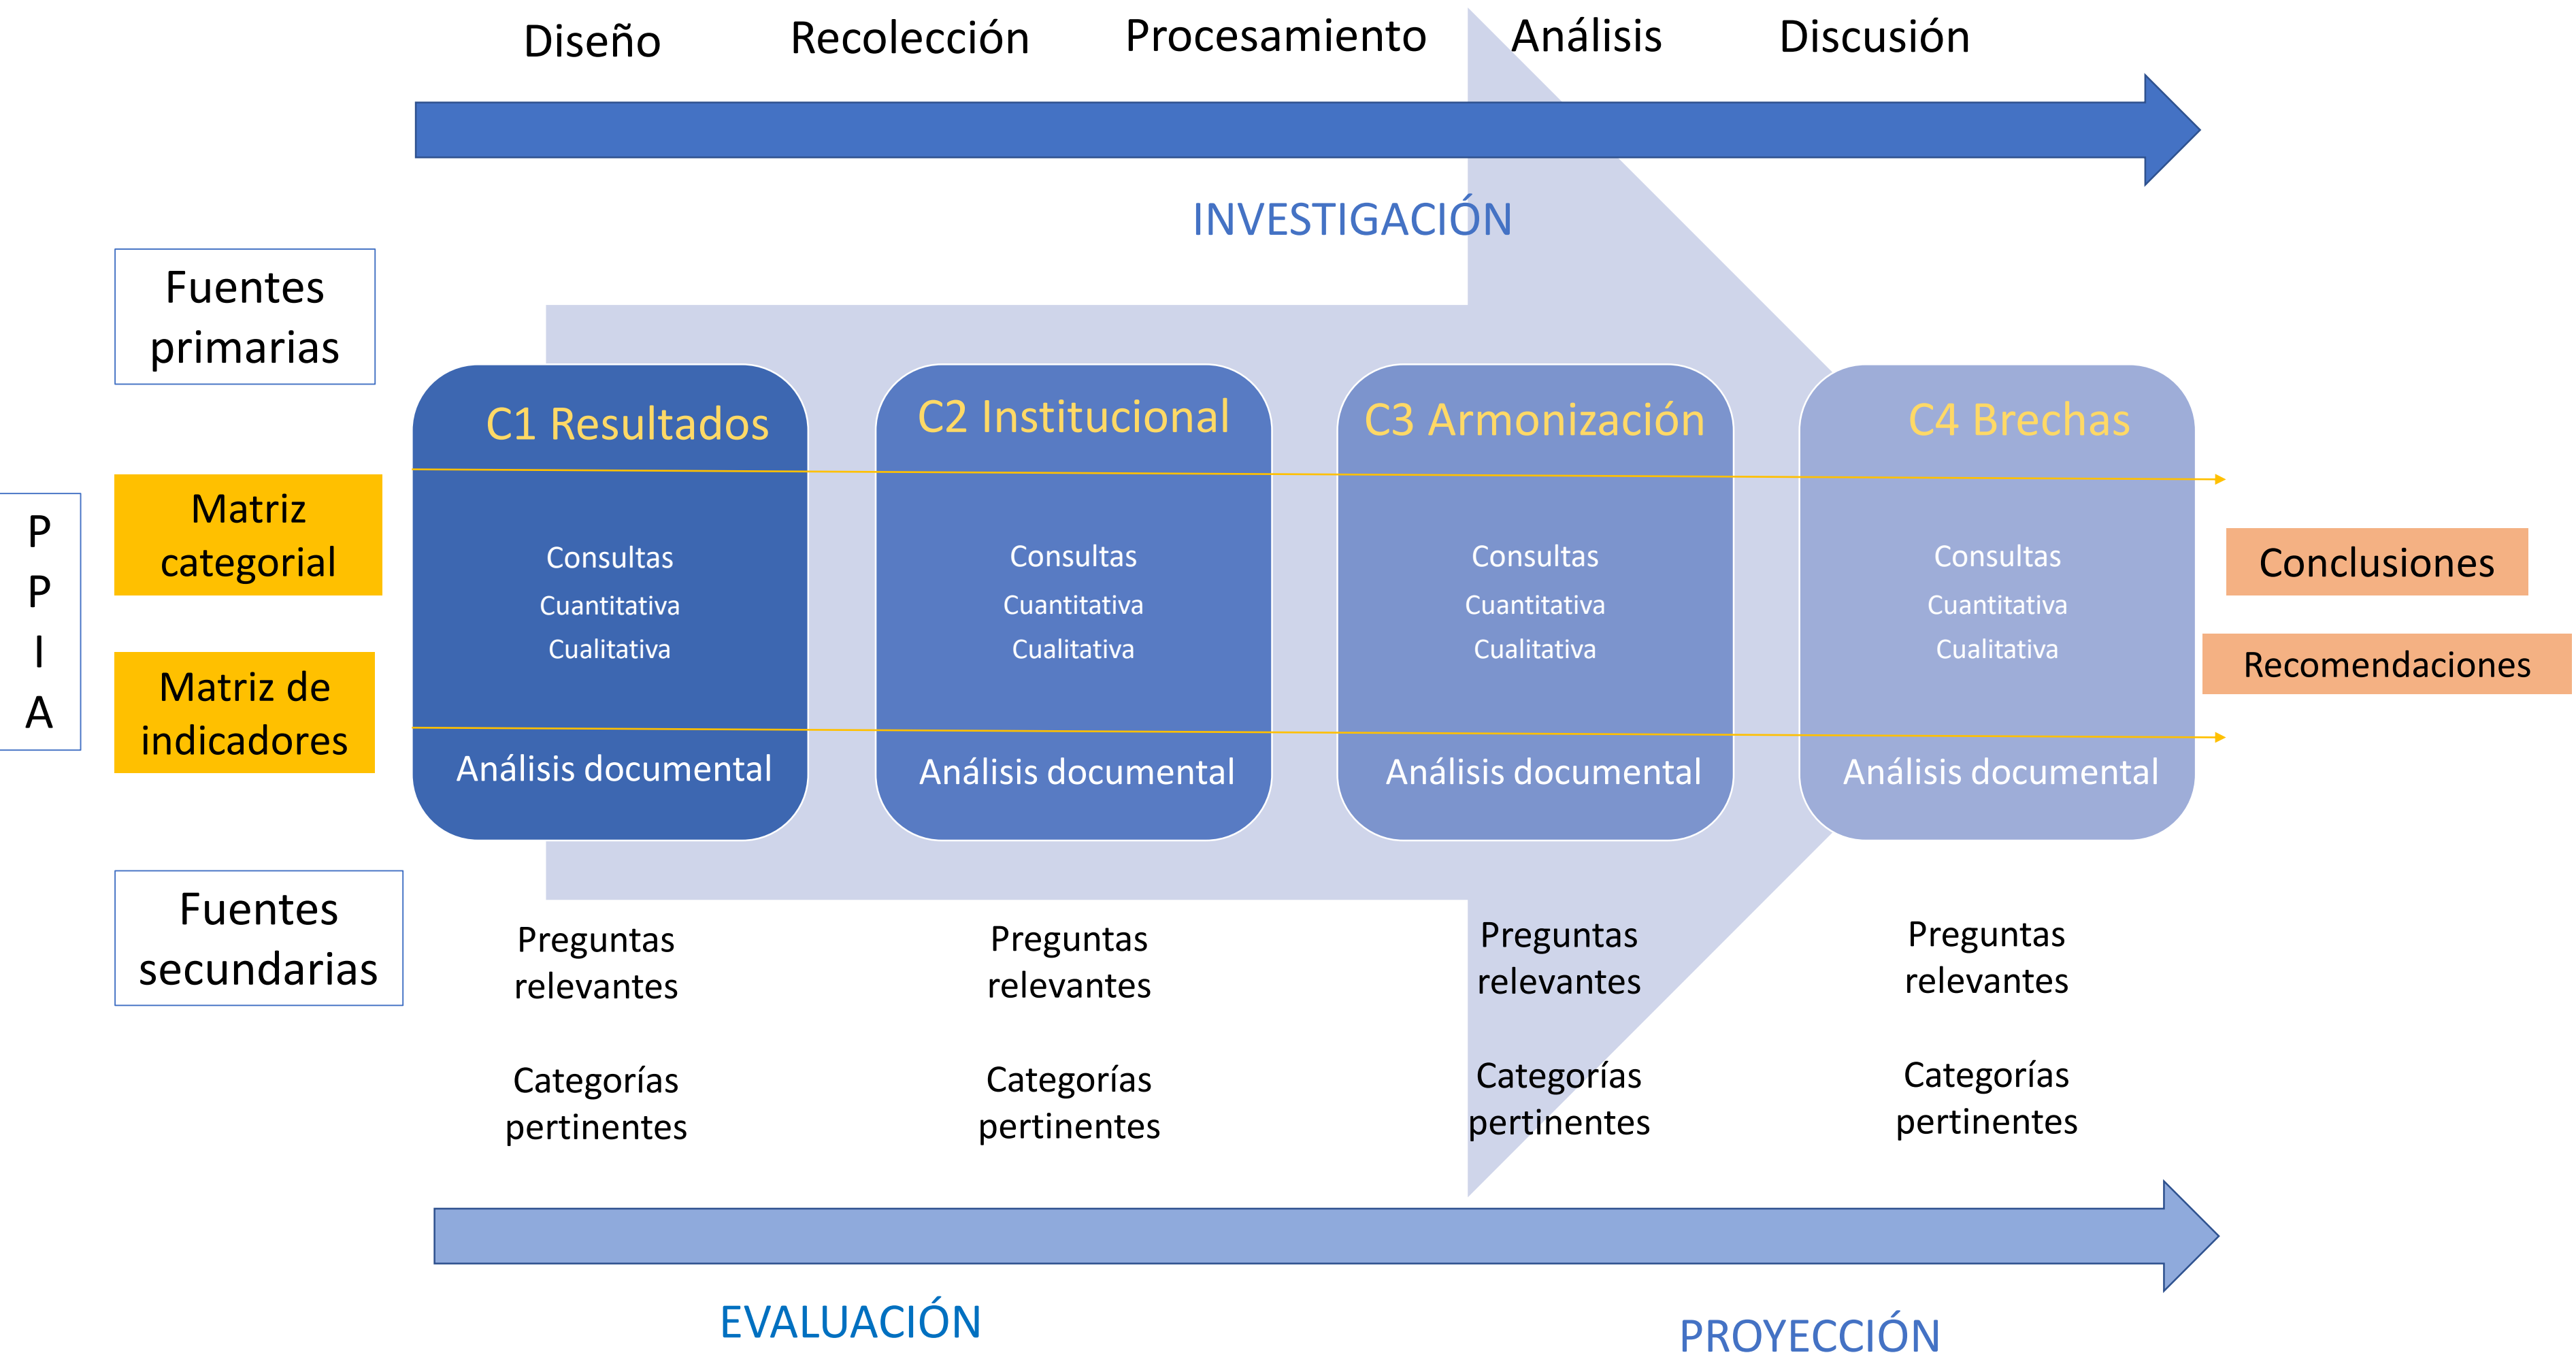 Diseño
Recolección
Procesamiento
Análisis
Discusión
INVESTIGACIÓN
Fuentes
primarias
P
P
I
A
Matriz
categorial
Matriz de
indicadores
Fuentes
secundarias
C1 Resultados
Consultas
Cuantitativa
Cualitativa
Análisis documental
C2 Institucional
Consultas
Cuantitativa
Cualitativa
Análisis documental
C3 Armonización
Consultas
Cuantitativa
Cualitativa
Análisis documental
C4 Brechas
Consultas
Cuantitativa
Cualitativa
Análisis documental
Conclusiones
Recomendaciones
Preguntas
relevantes
Categorías
pertinentes
Preguntas
relevantes
Categorías
pertinentes
Preguntas
relevantes
Categorías
pertinentes
Preguntas
relevantes
Categorías
pertinentes
EVALUACIÓN
PROYECCIÓN